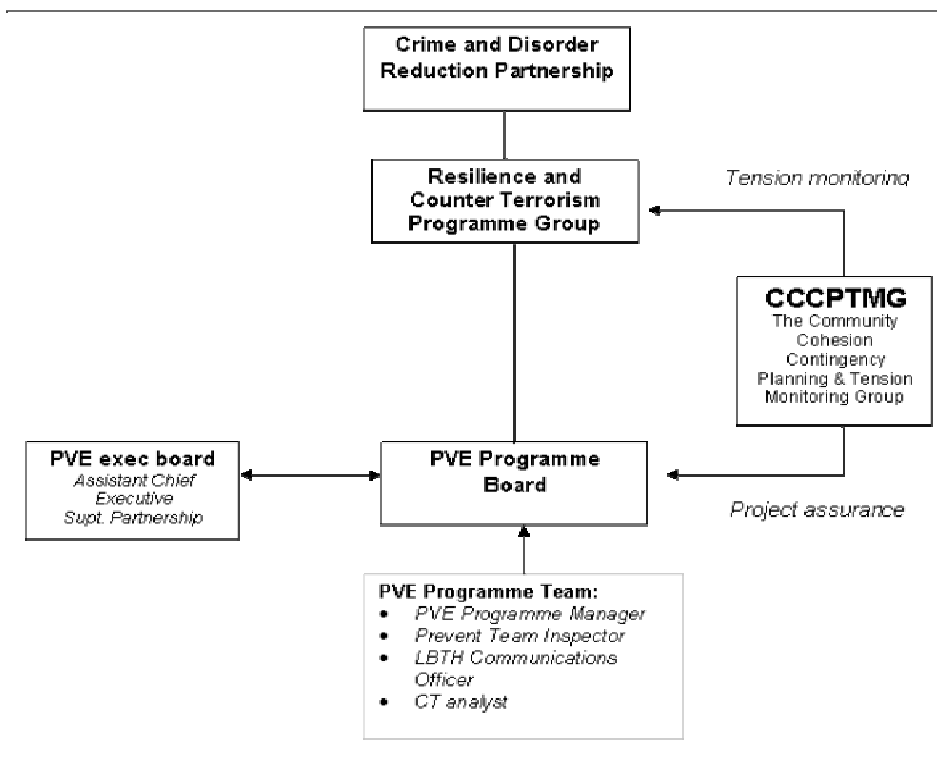 Crime and Disorder
Reduction Partnership
Resilience and
Counter Terrorism
Programme Group
Tension monitoring
CCCPTMG
The Community
Cohesion
Contingency
Planning & Tension
Monitoring Group
PVE exec board
Assistant Chief
Executive
Supt. Partnership
PVE Programme
Board
Project assurance
PVE Programme Team:
• PVE Programme Manager
• Prevent Team Inspector
• LBTH Communications
Officer
• CT analyst